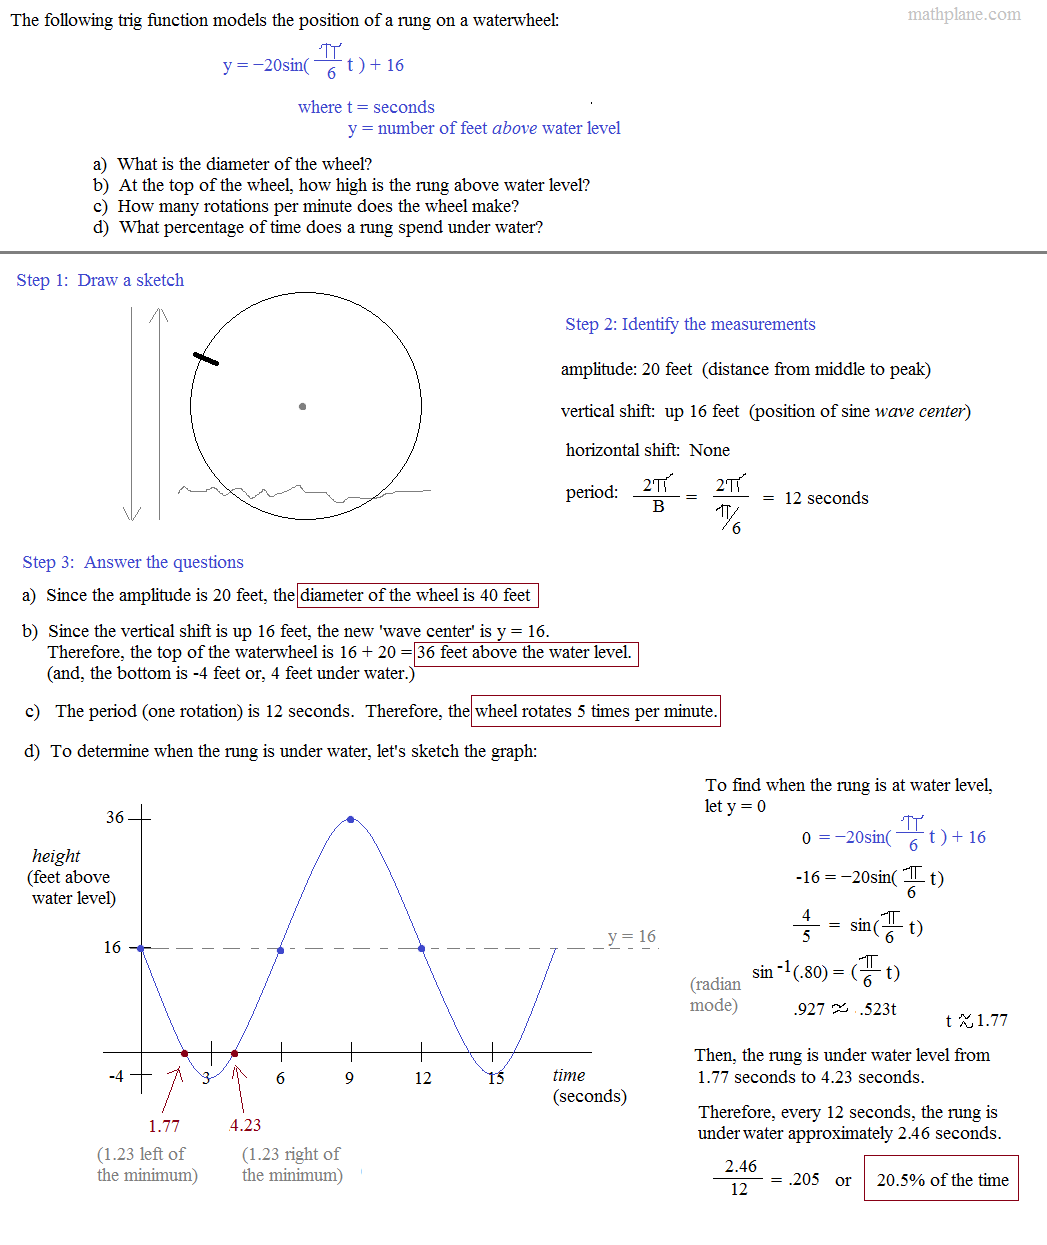 mathplane.com
The following trig function models the position of a rung on a waterwheel:
y = −20sin( π/6 t ) + 16
where t = seconds
y = number of feet above water level
a) What is the diameter of the wheel?
b) At the top of the wheel, how high is the rung above water level?
c) How many rotations per minute does the wheel make?
d) What percentage of time does a rung spend under water?
Step 1: Draw a sketch
Step 2: Identify the measurements
amplitude: 20 feet (distance from middle to peak)
vertical shift: up 16 feet (position of sine wave center)
horizontal shift: None
period: 2π/B = 2π/(π/6) = 12 seconds
Step 3: Answer the questions
a) Since the amplitude is 20 feet, the diameter of the wheel is 40 feet
b) Since the vertical shift is up 16 feet, the new 'wave center' is y = 16.
Therefore, the top of the waterwheel is 16 + 20 = 36 feet above the water level.
(and, the bottom is -4 feet or, 4 feet under water.)
c) The period (one rotation) is 12 seconds. Therefore, the wheel rotates 5 times per minute.
d) To determine when the rung is under water, let's sketch the graph:
36
height
(feet above
water level)
16
y = 16
-4
3
6
9
12
15
time
(seconds)
1.77
4.23
(1.23 left of
the minimum)
(1.23 right of
the minimum)
To find when the rung is at water level,
let y = 0
0 = −20sin( π/6 t ) + 16
-16 = −20sin( π/6 t)
4/5 = sin( π/6 t)
sin -1 (.80) = ( π/6 t)
(radian
mode)
.927 ≈ .523t
t ≈ 1.77
Then, the rung is under water level from
1.77 seconds to 4.23 seconds.
Therefore, every 12 seconds, the rung is
under water approximately 2.46 seconds.
2.46/12 = .205 or 20.5% of the time